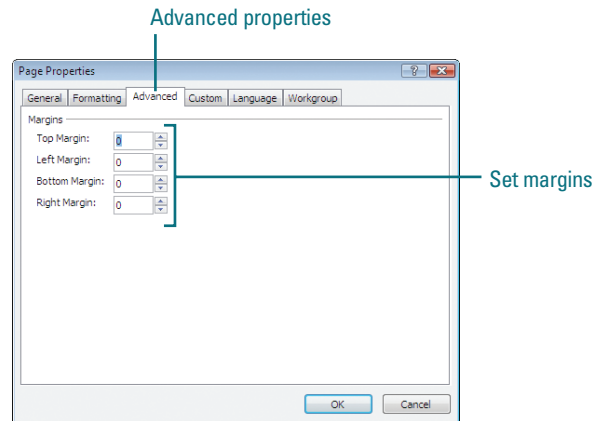 Advanced properties
Page Properties
General Formatting Advanced Custom Language Workgroup
Margins
Top Margin: 0
Left Margin: 0
Bottom Margin: 0
Right Margin: 0
Set margins
OK Cancel